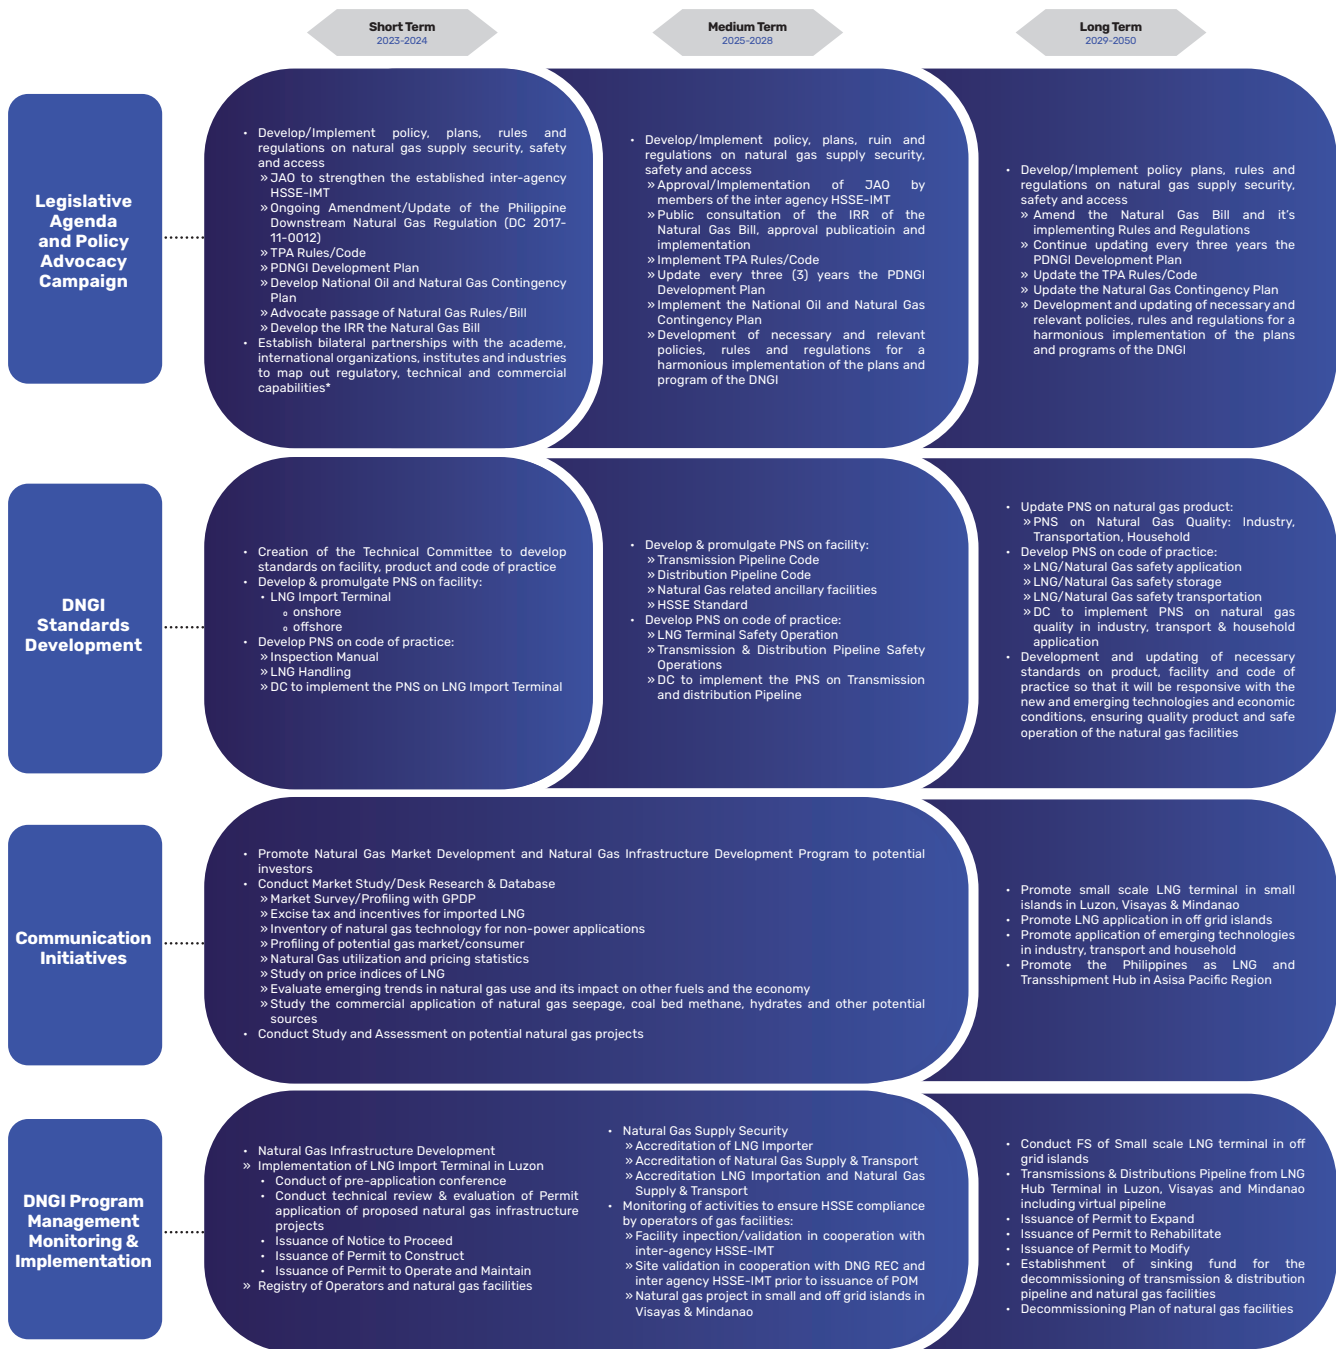 Short Term
2023-2024
Medium Term
2025-2028
Long Term
2029-2050
Legislative
Agenda
and Policy
Advocacy
Campaign
• Develop/Implement policy, plans, rules and
regulations on natural gas supply security, safety
and access
» JAO to strengthen the established inter-agency
HSSE-IMT
» Ongoing Amendment/Update of the Philippine
Downstream Natural Gas Regulation (DC 2017-
11-0012)
» TPA Rules/Code
» PDNGI Development Plan
» Develop National Oil and Natural Gas Contingency
Plan
» Advocate passage of Natural Gas Rules/Bill
» Develop the IRR the Natural Gas Bill
• Establish bilateral partnerships with the academe,
international organizations, institutes and industries
to map out regulatory, technical and commercial
capabilities*
• Develop/Implement policy, plans, ruin and
regulations on natural gas supply security,
safety and access
» Approval/Implementation of JAO by
members of the inter agency HSSE-IMT
» Public consultation of the IRR of the
Natural Gas Bill, approval publicatioin and
implementation
» Implement TPA Rules/Code
» Update every three (3) years the PDNGI
Development Plan
» Implement the National Oil and Natural Gas
Contingency Plan
» Development of necessary and relevant
policies, rules and regulations for a
harmonious implementation of the plans and
program of the DNGI
• Develop/Implement policy plans, rules and
regulations on natural gas supply security,
safety and access
» Amend the Natural Gas Bill and it's
implementing Rules and Regulations
» Continue updating every three years the
PDNGI Development Plan
» Update the TPA Rules/Code
» Update the Natural Gas Contingency Plan
» Development and updating of necessary and
relevant policies, rules and regulations for a
harmonious implementation of the plans
and programs of the DNGI
DNGI
Standards
Development
• Creation of the Technical Committee to develop
standards on facility, product and code of practice
• Develop & promulgate PNS on facility:
• LNG Import Terminal
o onshore
o offshore
• Develop PNS on code of practice:
» Inspection Manual
» LNG Handling
» DC to implement the PNS on LNG Import Terminal
• Develop & promulgate PNS on facility:
» Transmission Pipeline Code
» Distribution Pipeline Code
» Natural Gas related ancillary facilities
» HSSE Standard
• Develop PNS on code of practice:
» LNG Terminal Safety Operation
» Transmission & Distribution Pipeline Safety
Operations
» DC to implement the PNS on Transmission
and distribution Pipeline
• Update PNS on natural gas product:
» PNS on Natural Gas Quality: Industry,
Transportation, Household
• Develop PNS on code of practice:
» LNG/Natural Gas safety application
» LNG/Natural Gas safety storage
» LNG/Natural Gas safety transportation
» DC to implement PNS on natural gas
quality in industry, transport & household
application
• Development and updating of necessary
standards on product, facility and code of
practice so that it will be responsive with the
new and emerging technologies and economic
conditions, ensuring quality product and safe
operation of the natural gas facilities
Communication
Initiatives
• Promote Natural Gas Market Development and Natural Gas Infrastructure Development Program to potential
investors
• Conduct Market Study/Desk Research & Database
» Market Survey/Profiling with GPDP
» Excise tax and incentives for imported LNG
» Inventory of natural gas technology for non-power applications
» Profiling of potential gas market/consumer
» Natural Gas utilization and pricing statistics
» Study on price indices of LNG
» Evaluate emerging trends in natural gas use and its impact on other fuels and the economy
» Study the commercial application of natural gas seepage, coal bed methane, hydrates and other potential
sources
• Conduct Study and Assessment on potential natural gas projects
• Promote small scale LNG terminal in small
islands in Luzon, Visayas & Mindanao
• Promote LNG application in off grid islands
• Promote application of emerging technologies
in industry, transport and household
• Promote the Philippines as LNG and
Transshipment Hub in Asisa Pacific Region
DNGI Program
Management
Monitoring &
Implementation
• Natural Gas Infrastructure Development
» Implementation of LNG Import Terminal in Luzon
• Conduct of pre-application conference
• Conduct technical review & evaluation of Permit
application of proposed natural gas infrastructure
projects
• Issuance of Notice to Proceed
• Issuance of Permit to Construct
• Issuance of Permit to Operate and Maintain
» Registry of Operators and natural gas facilities
• Natural Gas Supply Security
» Accreditation of LNG Importer
» Accreditation of Natural Gas Supply & Transport
» Accreditation LNG Importation and Natural Gas
Supply & Transport
• Monitoring of activities to ensure HSSE compliance
by operators of gas facilities:
» Facility inspection/validation in cooperation with
inter-agency HSSE-IMT
» Site validation in cooperation with DNG REC and
inter agency HSSE-IMT prior to issuance of POM
» Natural gas project in small and off grid islands in
Visayas & Mindanao
• Conduct FS of Small scale LNG terminal in off
grid islands
• Transmissions & Distributions Pipeline from LNG
Hub Terminal in Luzon, Visayas and Mindanao
including virtual pipeline
• Issuance of Permit to Expand
• Issuance of Permit to Rehabilitate
• Issuance of Permit to Modify
• Establishment of sinking fund for the
decommissioning of transmission & distribution
pipeline and natural gas facilities
• Decommissioning Plan of natural gas facilities